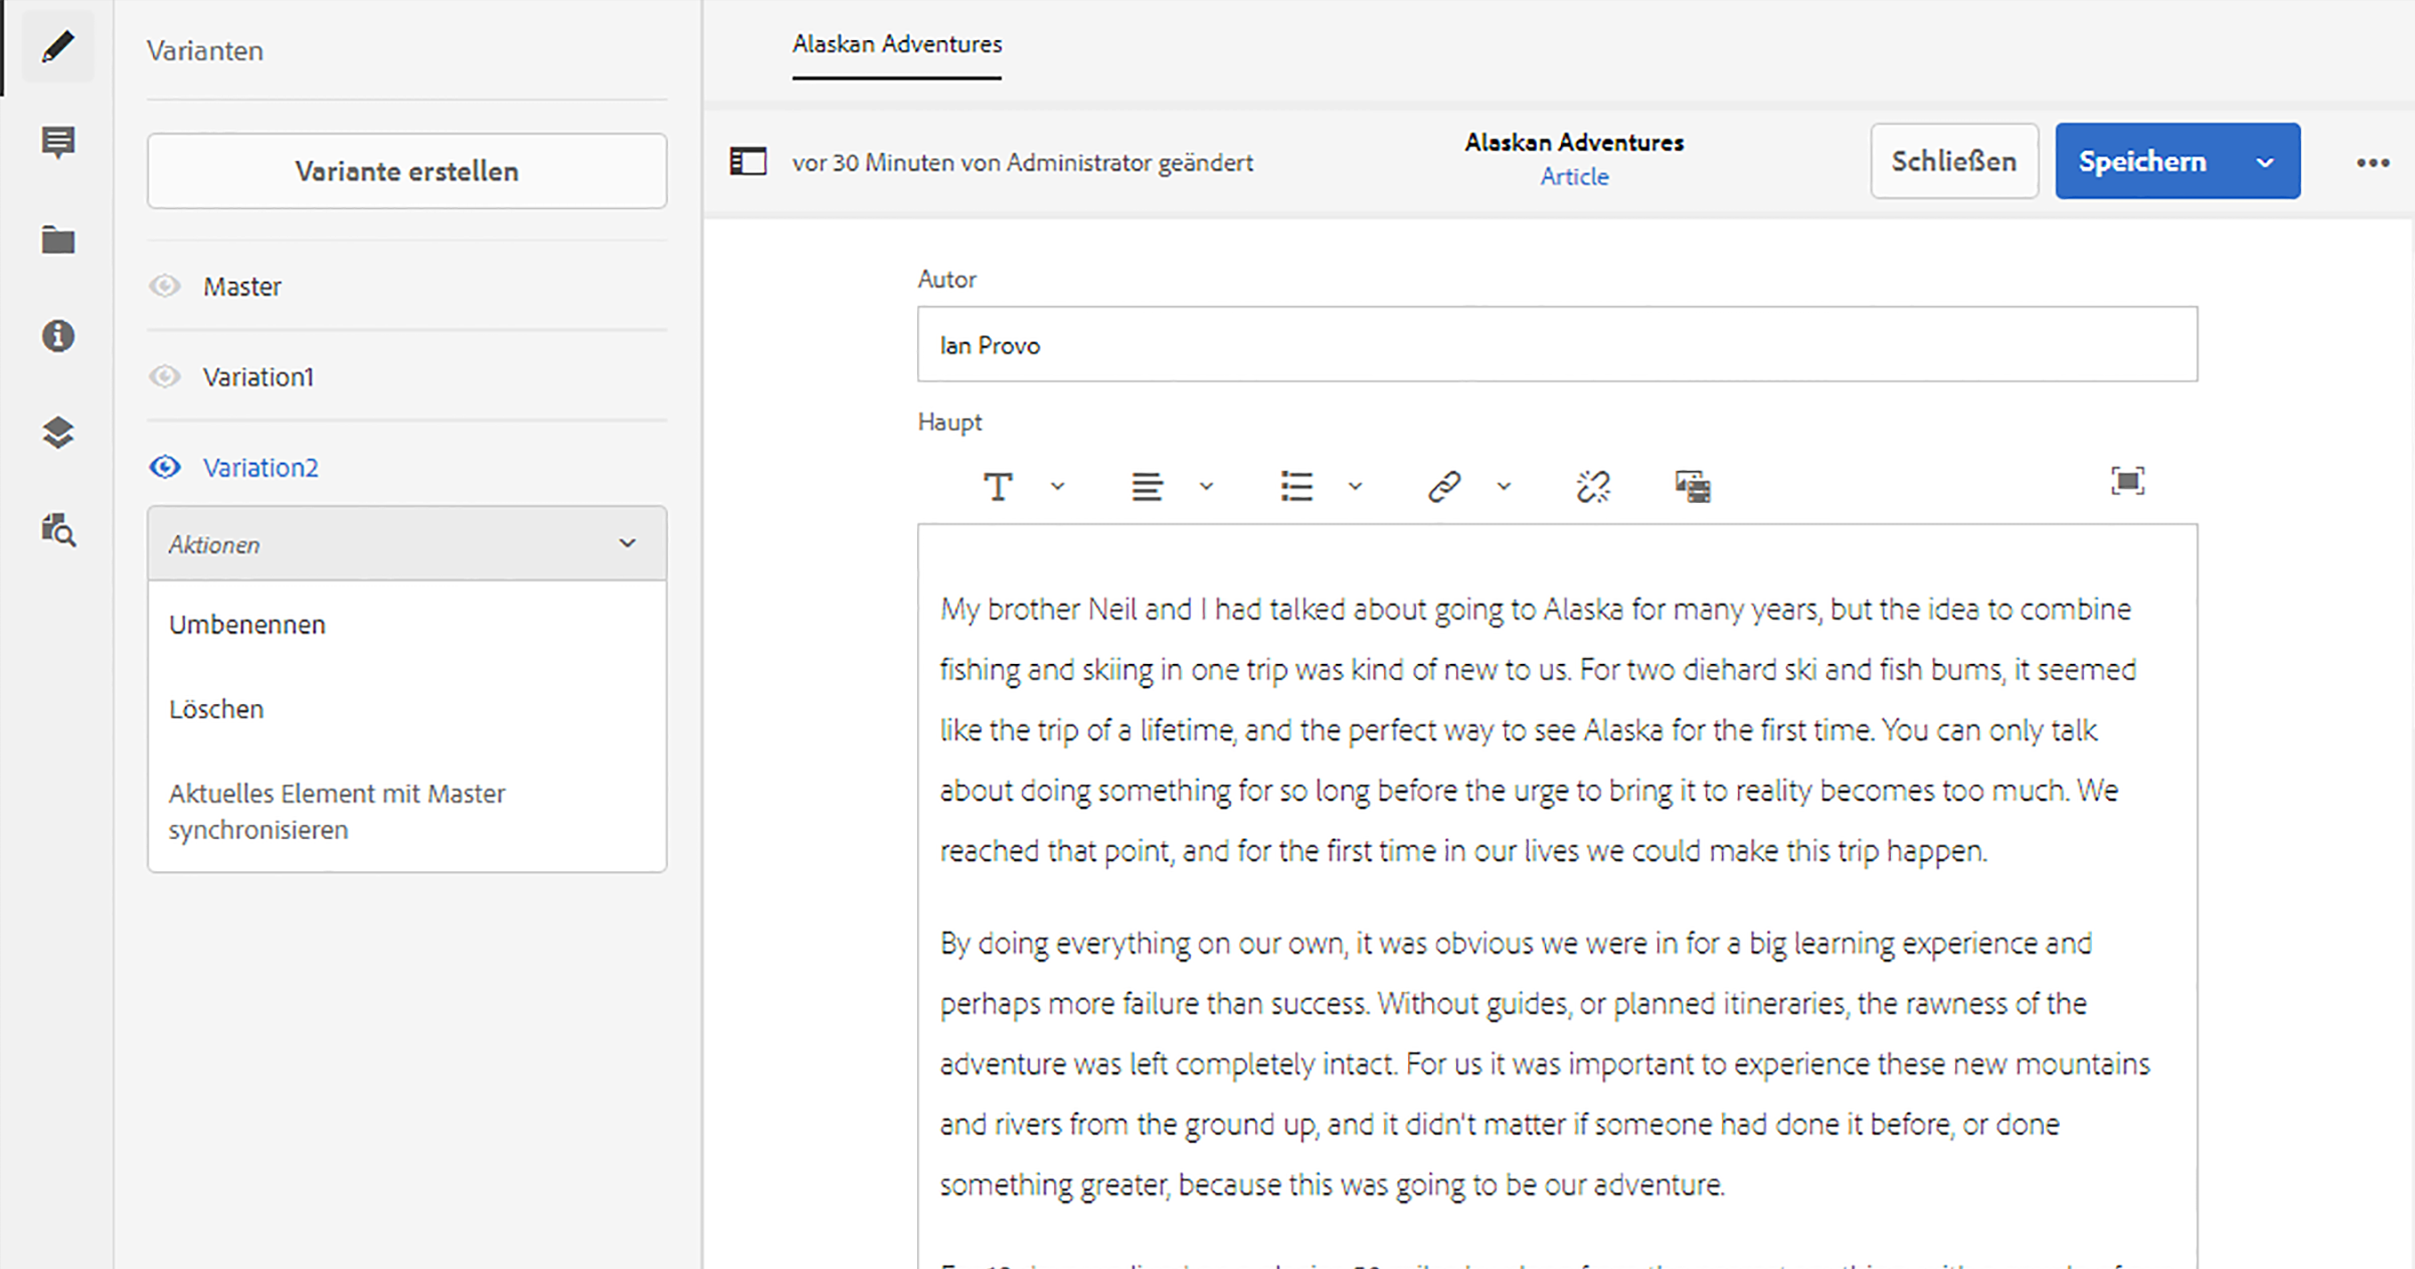 Varianten
Variante erstellen
Master
Variation1
Variation2
Aktionen
Umbenennen
Löschen
Aktuelles Element mit Master
synchronisieren
Alaskan Adventures
vor 30 Minuten von Administrator geändert
Alaskan Adventures
Article
Schließen
Speichern
Autor
Ian Provo
Haupt
My brother Neil and I had talked about going to Alaska for many years, but the idea to combine
fishing and skiing in one trip was kind of new to us. For two diehard ski and fish bums, it seemed
like the trip of a lifetime, and the perfect way to see Alaska for the first time. You can only talk
about doing something for so long before the urge to bring it to reality becomes too much. We
reached that point, and for the first time in our lives we could make this trip happen.
By doing everything on our own, it was obvious we were in for a big learning experience and
perhaps more failure than success. Without guides, or planned itineraries, the rawness of the
adventure was left completely intact. For us it was important to experience these new mountains
and rivers from the ground up, and it didn't matter if someone had done it before, or done
something greater, because this was going to be our adventure.